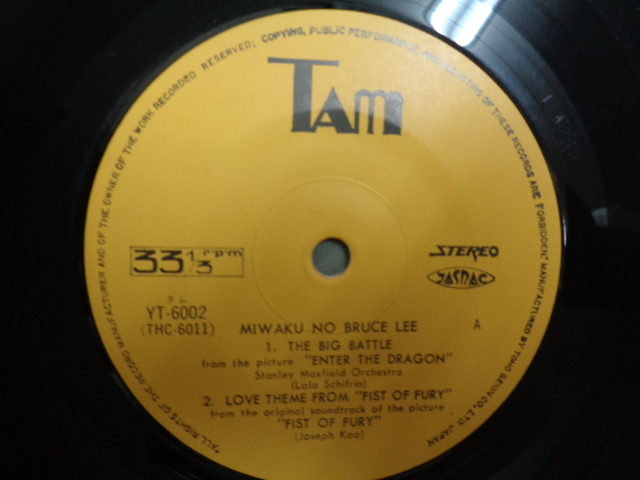 "ALL RIGHTS OF THE RECORD MANUFACTURER AND OF THE OWNER OF THE WORK RECORDED RESERVED; COPYING, PUBLIC PERFORMANCE AND BROADCASTING OF THESE RECORDS ARE FORBIDDEN." MANUFACTURED BY TOHO GEION CO., LTD. JAPAN
TAM
33 1/3 rpm
STEREO
JASRAC
タム
YT-6002
(THC-6011)
MIWAKU NO BRUCE LEE
A
1. THE BIG BATTLE
from the picture "ENTER THE DRAGON"
Stanley Maxfield Orchestra
(Lalo Schifrin)
2. LOVE THEME FROM "FIST OF FURY"
from the original soundtrack of the picture
"FIST OF FURY"
(Joseph Koo)